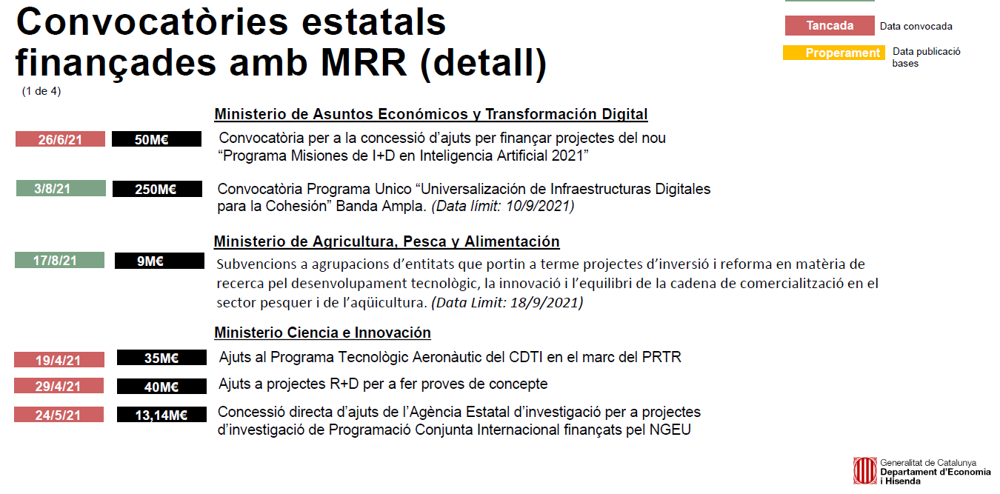 Convocatòries estatals
finançades amb MRR (detall)
(1 de 4)
Tancada Data convocada
Properament Data publicació
bases
Ministerio de Asuntos Económicos y Transformación Digital
26/6/21 50M€ Convocatòria per a la concessió d’ajuts per finançar projectes del nou
“Programa Misiones de I+D en Inteligencia Artificial 2021”
3/8/21 250M€ Convocatòria Programa Unico “Universalización de Infraestructuras Digitales
para la Cohesión” Banda Ampla. (Data límit: 10/9/2021)
Ministerio de Agricultura, Pesca y Alimentación
17/8/21 9M€ Subvencions a agrupacions d’entitats que portin a terme projectes d’inversió i reforma en matèria de
recerca pel desenvolupament tecnològic, la innovació i l’equilibri de la cadena de comercialització en el
sector pesquer i de l’aqüicultura. (Data Limit: 18/9/2021)
Ministerio Ciencia e Innovación
19/4/21 35M€ Ajuts al Programa Tecnològic Aeronàutic del CDTI en el marc del PRTR
29/4/21 40M€ Ajuts a projectes R+D per a fer proves de concepte
24/5/21 13,14M€ Concessió directa d’ajuts de l’Agència Estatal d’investigació per a projectes
d’investigació de Programació Conjunta Internacional finançats pel NGEU
Generalitat de Catalunya
Departament d’Economia
i Hisenda